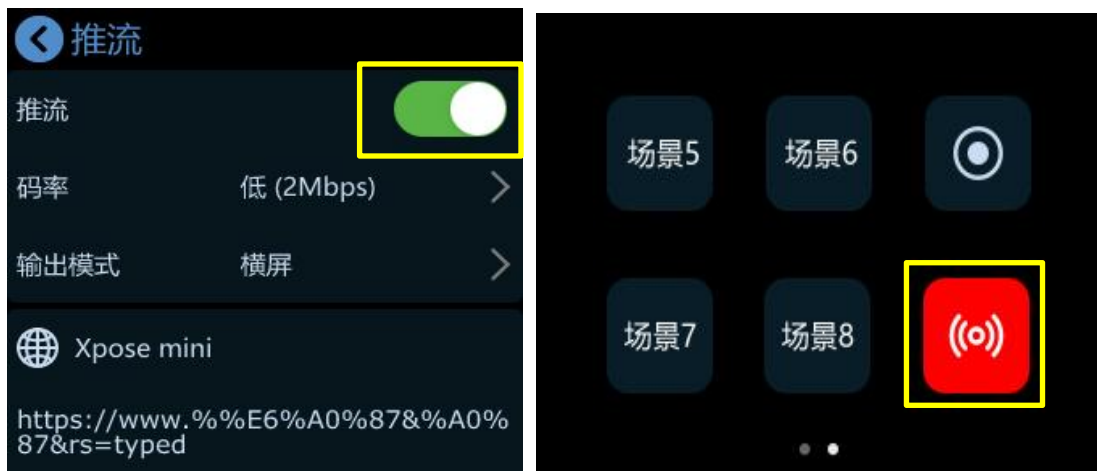 推流
推流
码率 低 (2Mbps)
输出模式 横屏
Xpose mini
https://www.%%E6%A0%87&%A0%
87&rs=typed
场景5 场景6
场景7 场景8